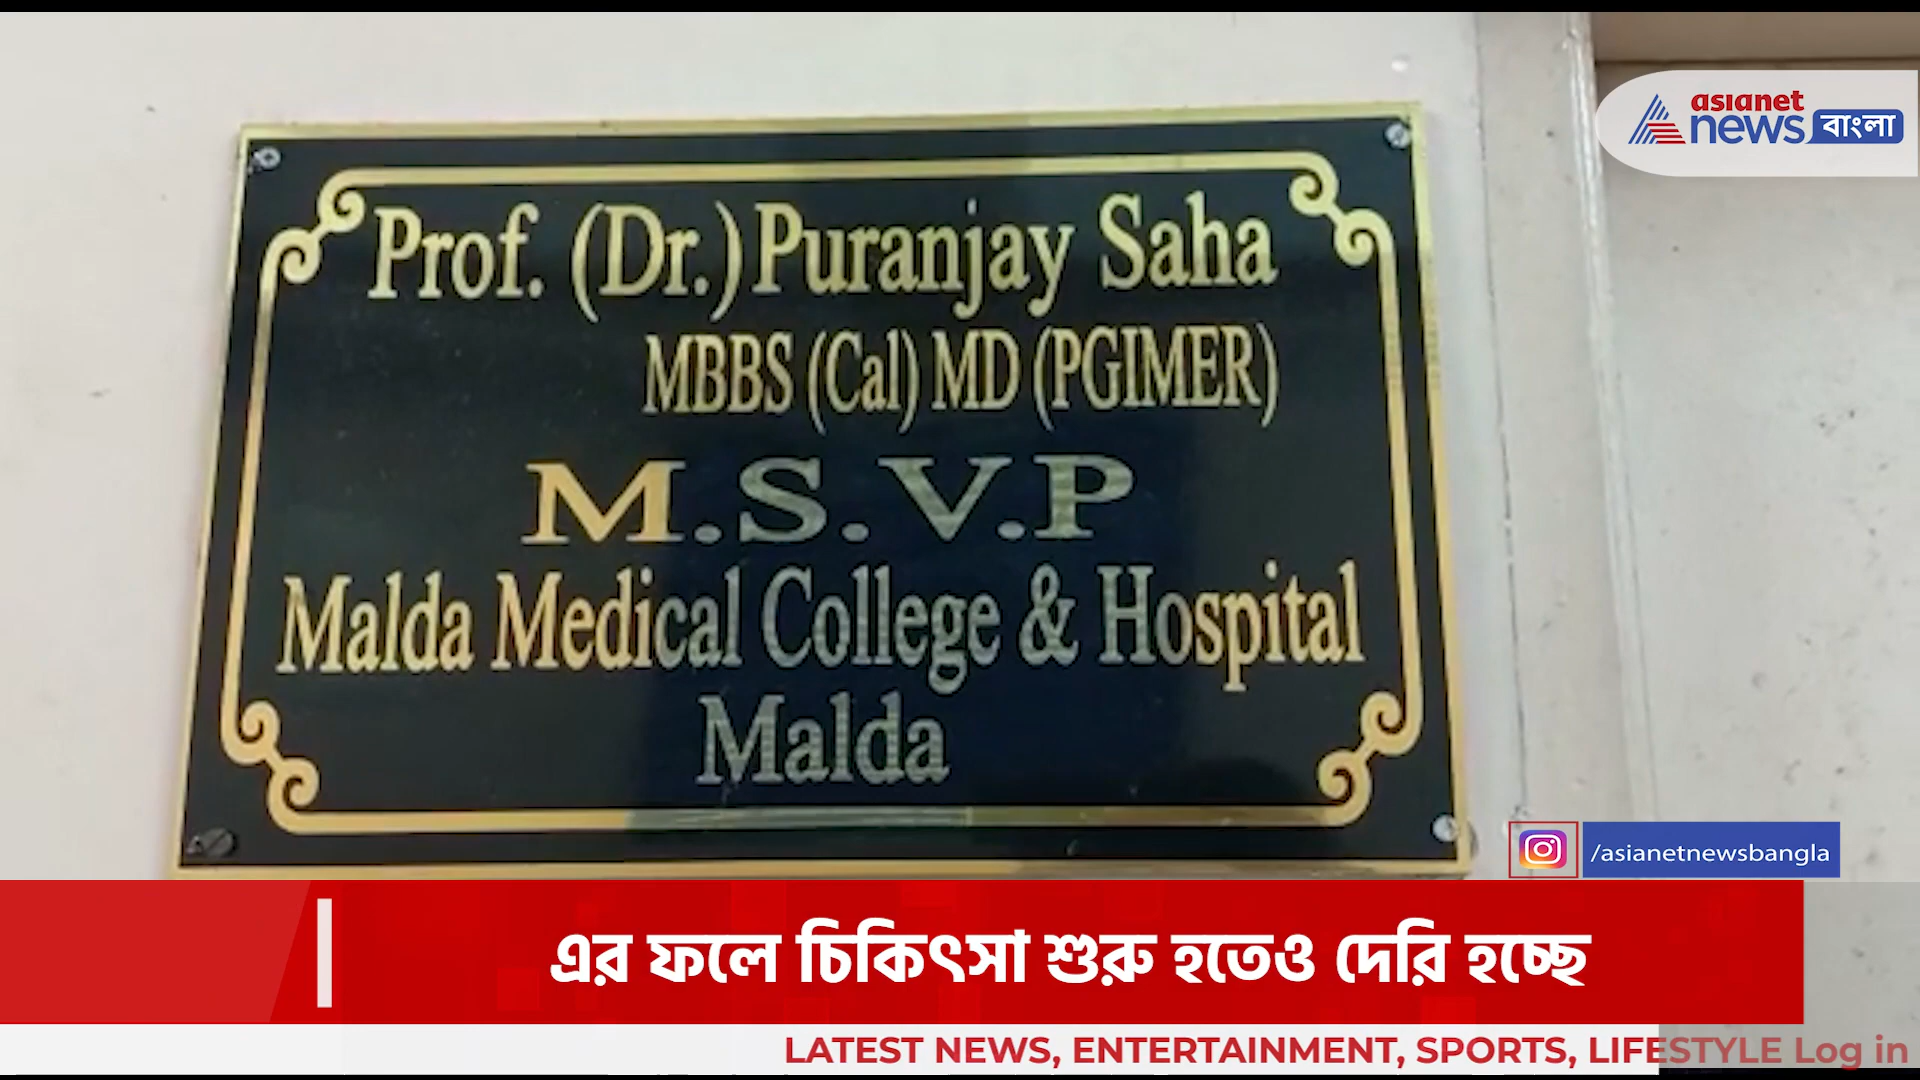 asianet
news বাংলা
Prof. (Dr.) Puranjay Saha
MBBS (Cal) MD (PGIMER)
M.S.V.P
Malda Medical College & Hospital
Malda
/asianetnewsbangla
এর ফলে চিকিৎসা শুরু হতেও দেরি হচ্ছে
LATEST NEWS, ENTERTAINMENT, SPORTS, LIFESTYLE Log in